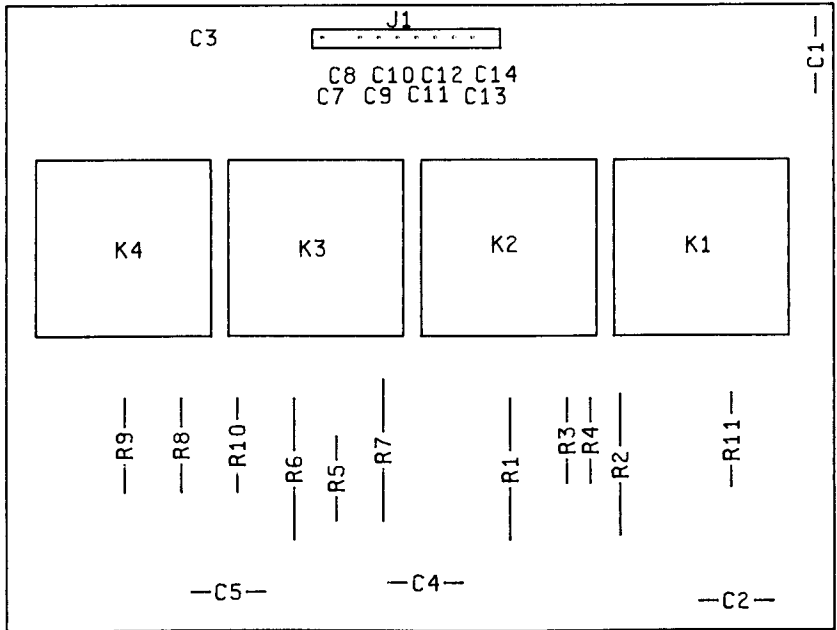 J1
C3
C1
C8 C10 C12 C14
C7 C9 C11 C13
K4 K3 K2 K1
R9 R8 R10 R6 R5 R7 R1 R3 R4 R2 R11
C5 C4 C2